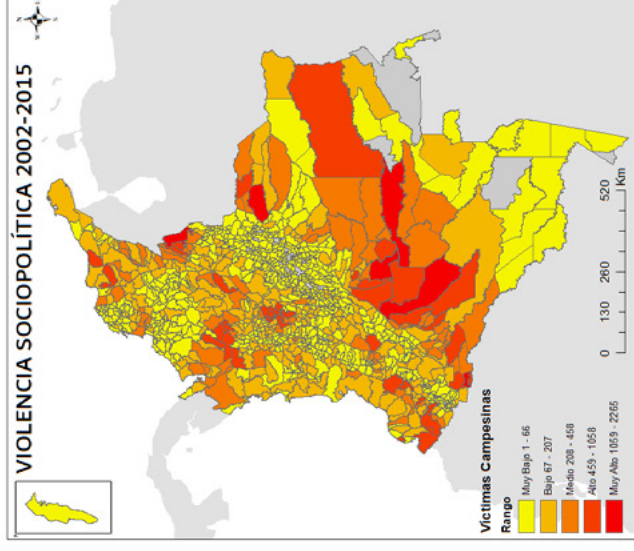 VIOLENCIA SOCIOPOLÍTICA 2002-2015
N
Víctimas Campesinas
Rango
Muy Bajo 1 - 66
Bajo 67 - 207
Medio 208 - 458
Alto 459 - 1058
Muy Alto 1059 - 2265
0 130 260 520
Km